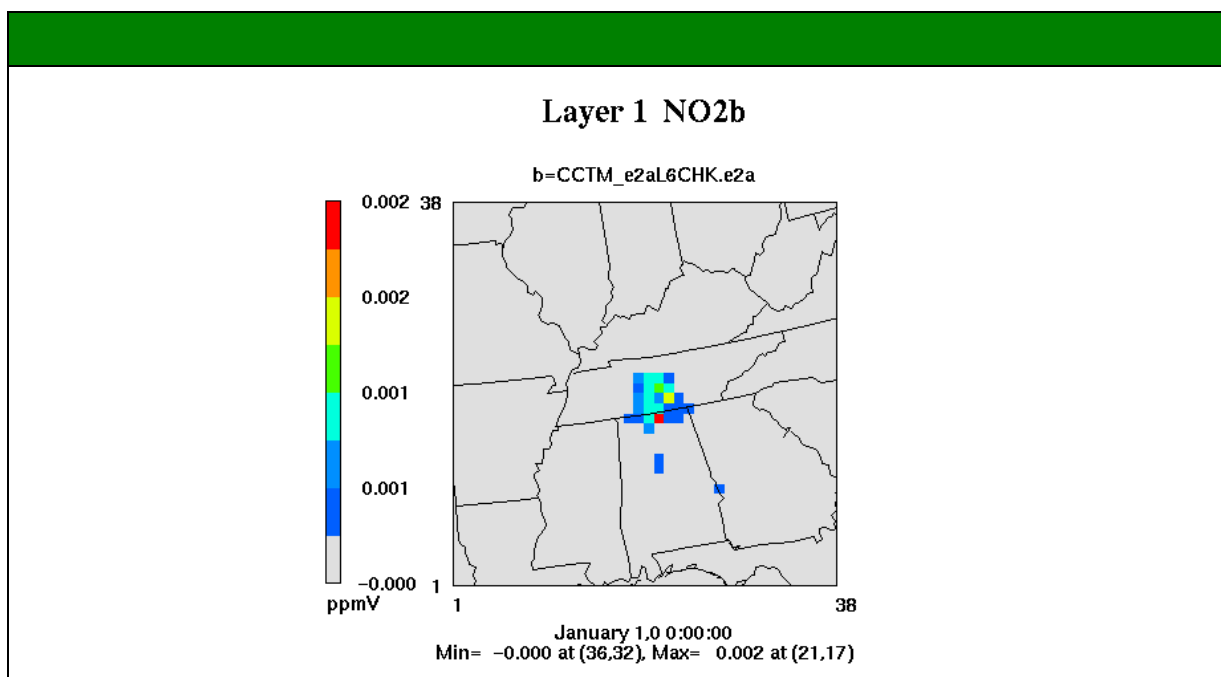 Layer 1 NO2b
b=CCTM_e2aL6CHK.e2a
0.002
38
0.002
0.001
0.001
−0.000
1
ppmV
1
38
January 1,0 0:00:00
Min= −0.000 at (36,32), Max= 0.002 at (21,17)